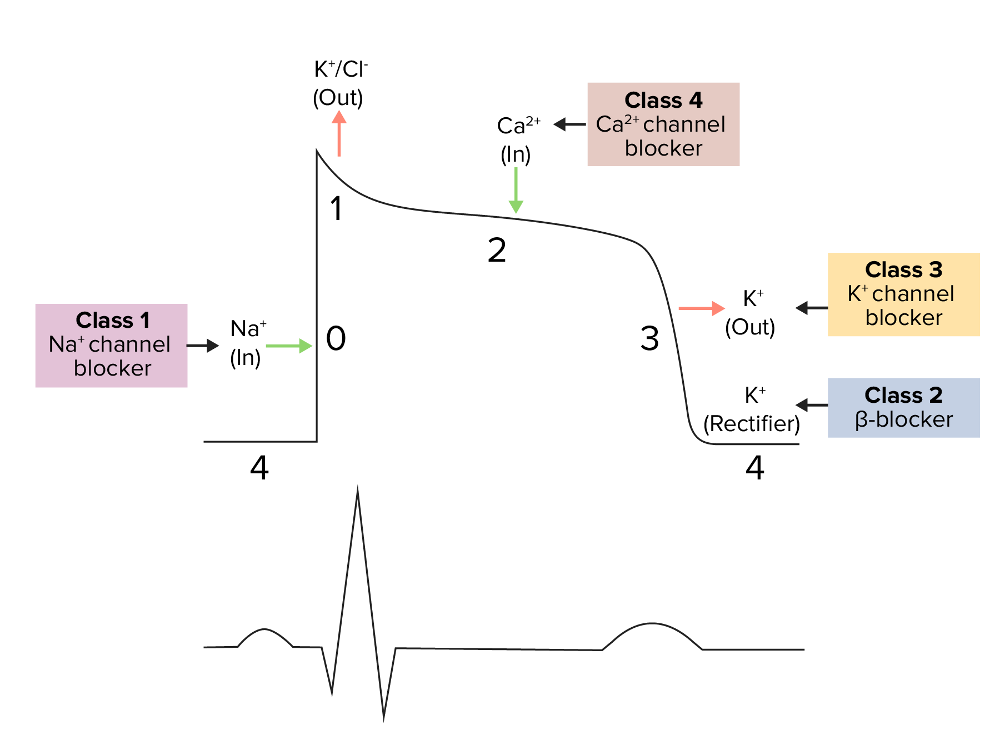 K⁺/Cl⁻
(Out)
Class 4
Ca²⁺ channel
blocker
Ca²⁺
(In)
1
2
Class 3
K⁺ channel
blocker
K⁺
(Out)
Class 1
Na⁺ channel
blocker
Na⁺
(In)
0
3
Class 2
β-blocker
K⁺
(Rectifier)
4
4